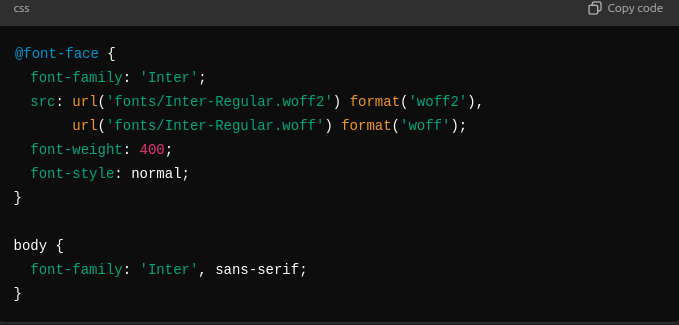 css
Copy code
@font-face {
  font-family: 'Inter';
  src: url('fonts/Inter-Regular.woff2') format('woff2'),
       url('fonts/Inter-Regular.woff') format('woff');
  font-weight: 400;
  font-style: normal;
}
body {
  font-family: 'Inter', sans-serif;
}